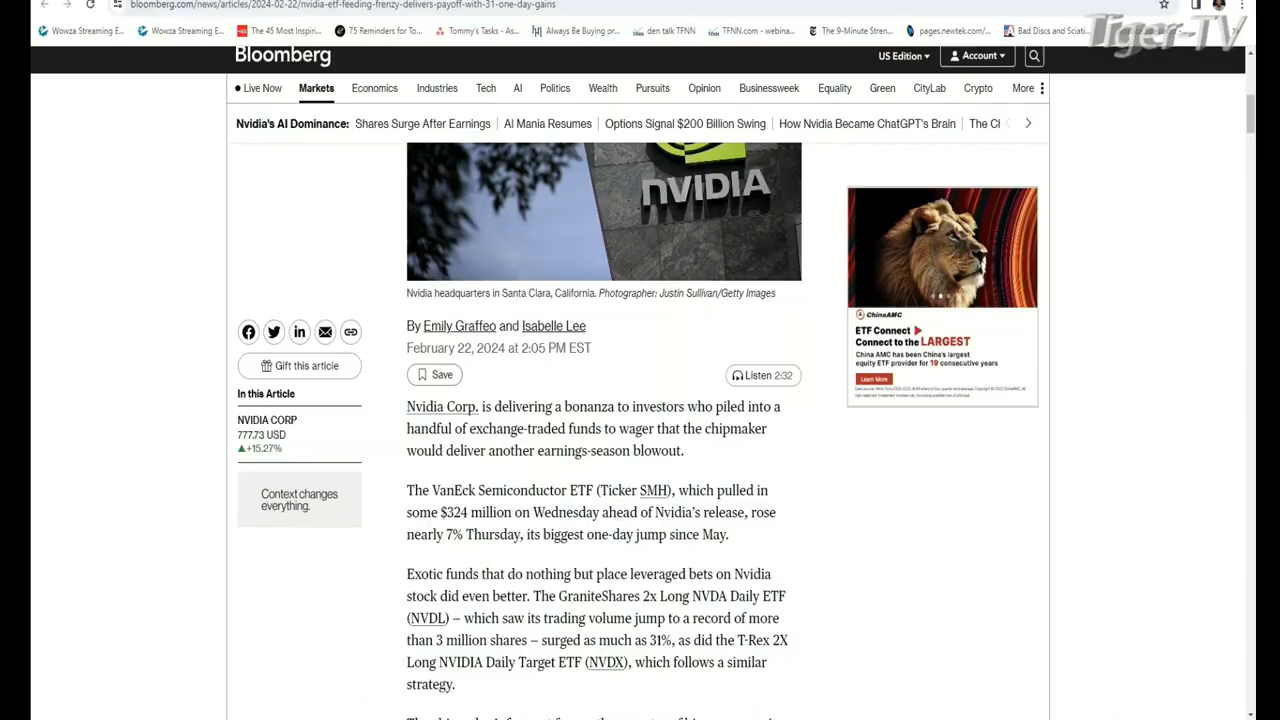 bloomberg.com/news/articles/2024-02-22/nvidia-etf-feeding-frenzy-delivers-payoff-with-31-one-day-gains
Wowza Streaming E... Wowza Streaming E... The 45 Most Inspiri... 75 Reminders for To... Tommy's Tasks - As... Always Be Buying or... den talk TFNN TFNN.com - webina... The 9-Minute Stren... pages.newtek.com/... Bad Discs and Sciati...
Tiger-TV
Bloomberg
US Edition Account
Live Now Markets Economics Industries Tech AI Politics Wealth Pursuits Opinion Businessweek Equality Green CityLab Crypto More
Nvidia's AI Dominance: Shares Surge After Earnings AI Mania Resumes Options Signal $200 Billion Swing How Nvidia Became ChatGPT's Brain
NVIDIA
Nvidia headquarters in Santa Clara, California. Photographer: Justin Sullivan/Getty Images
By Emily Graffeo and Isabelle Lee
February 22, 2024 at 2:05 PM EST
Save
Listen 2:32
Gift this article
In this Article
NVIDIA CORP
777.73 USD
+15.27%
Context changes
everything.
Nvidia Corp. is delivering a bonanza to investors who piled into a
handful of exchange-traded funds to wager that the chipmaker
would deliver another earnings-season blowout.
The VanEck Semiconductor ETF (Ticker SMH), which pulled in
some $324 million on Wednesday ahead of Nvidia's release, rose
nearly 7% Thursday, its biggest one-day jump since May.
Exotic funds that do nothing but place leveraged bets on Nvidia
stock did even better. The GraniteShares 2x Long NVDA Daily ETF
(NVDL) – which saw its trading volume jump to a record of more
than 3 million shares – surged as much as 31%, as did the T-Rex 2X
Long NVIDIA Daily Target ETF (NVDX), which follows a similar
strategy.
ChinaAMC
ETF Connect
Connect to the LARGEST
China AMC has been China's largest
equity ETF provider for 19 consecutive years
Learn More